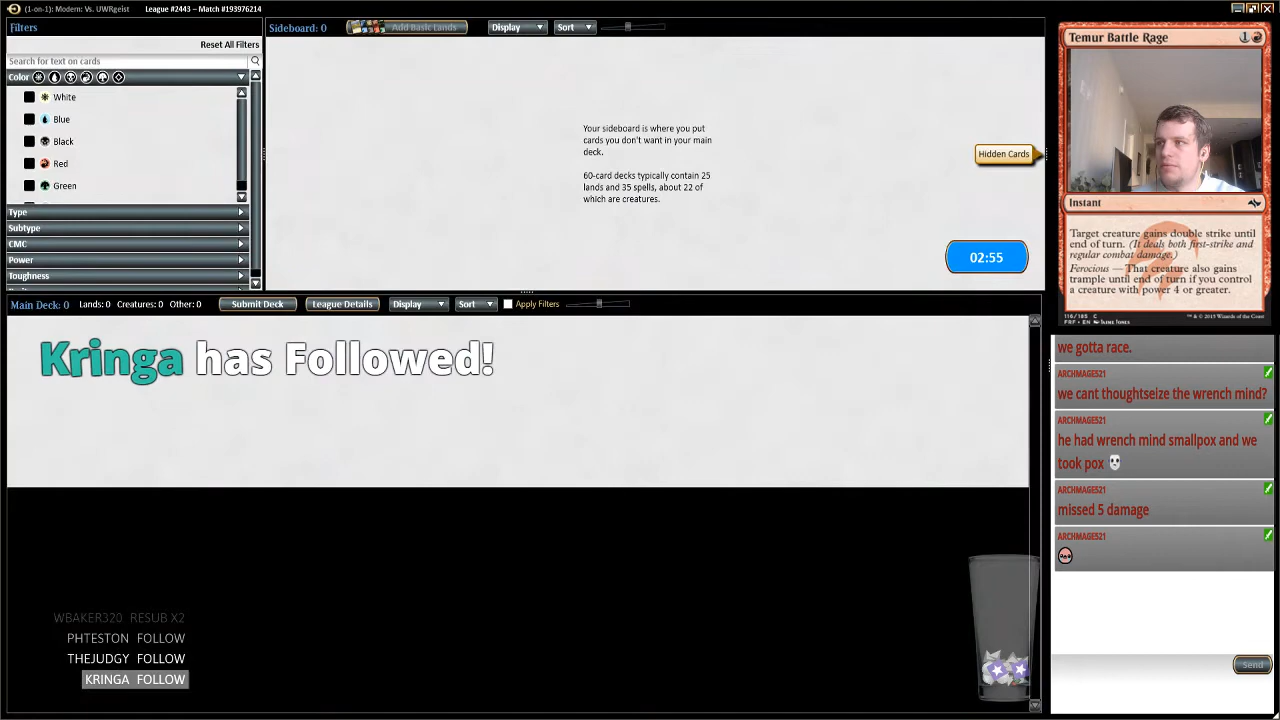 (1-on-1): Modern: Vs. UWRgeist
League #2443 – Match #193976214
Filters
Reset All Filters
Search for text on cards
Color
White
Blue
Black
Red
Green
Type
Subtype
CMC
Power
Toughness
Sideboard: 0
Add Basic Lands
Display
Sort
Your sideboard is where you put
cards you don't want in your main
deck.
60-card decks typically contain 25
lands and 35 spells, about 22 of
which are creatures.
Hidden Cards
02:55
Main Deck: 0
Lands: 0
Creatures: 0
Other: 0
Submit Deck
League Details
Display
Sort
Apply Filters
Kringa has Followed!
WBAKER320 RESUB X2
PHTESTON FOLLOW
THEJUDGY FOLLOW
KRINGA FOLLOW
Temur Battle Rage
1
Instant
Target creature gains double strike until
end of turn. (It deals both first-strike and
regular combat damage.)
Ferocious — That creature also gains
trample until end of turn if you control
a creature with power 4 or greater.
116/185 C
we gotta race.
ARCHMAGE521
we cant thoughtseize the wrench mind?
ARCHMAGE521
he had wrench mind smallpox and we
took pox
ARCHMAGE521
missed 5 damage
ARCHMAGE521
Send